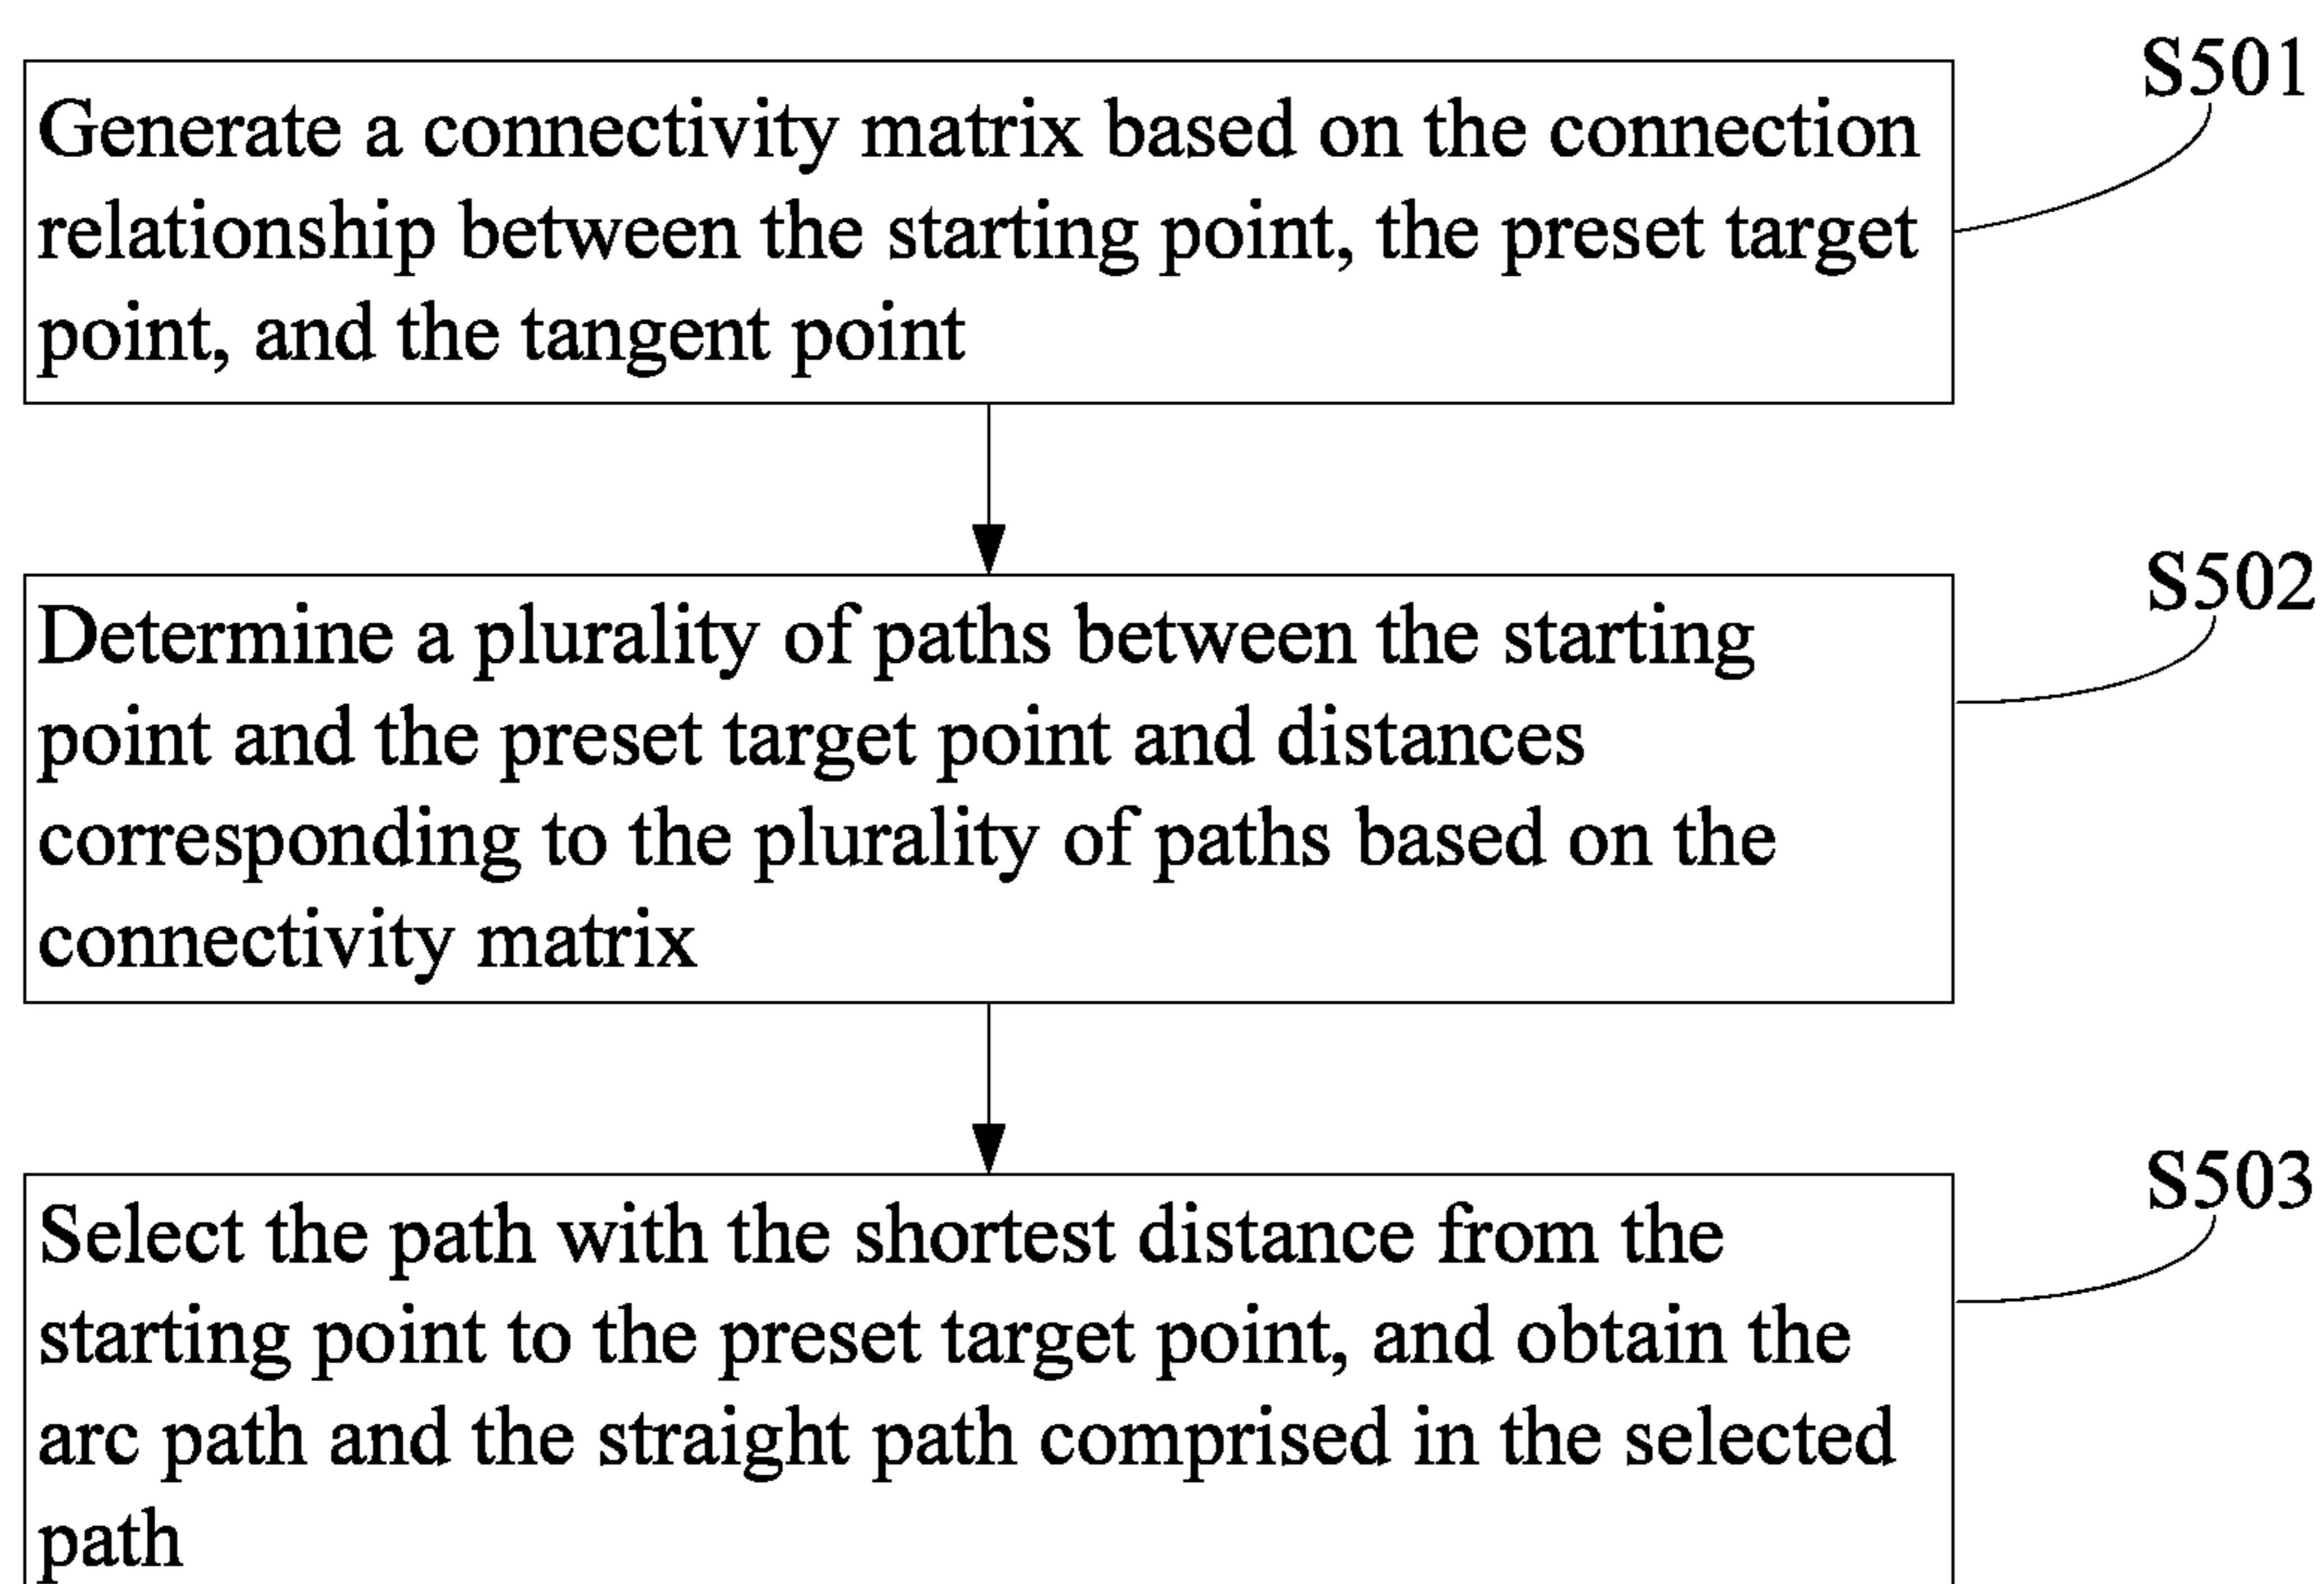 S501
Generate a connectivity matrix based on the connection
relationship between the starting point, the preset target
point, and the tangent point
S502
Determine a plurality of paths between the starting
point and the preset target point and distances
corresponding to the plurality of paths based on the
connectivity matrix
S503
Select the path with the shortest distance from the
starting point to the preset target point, and obtain the
arc path and the straight path comprised in the selected
path